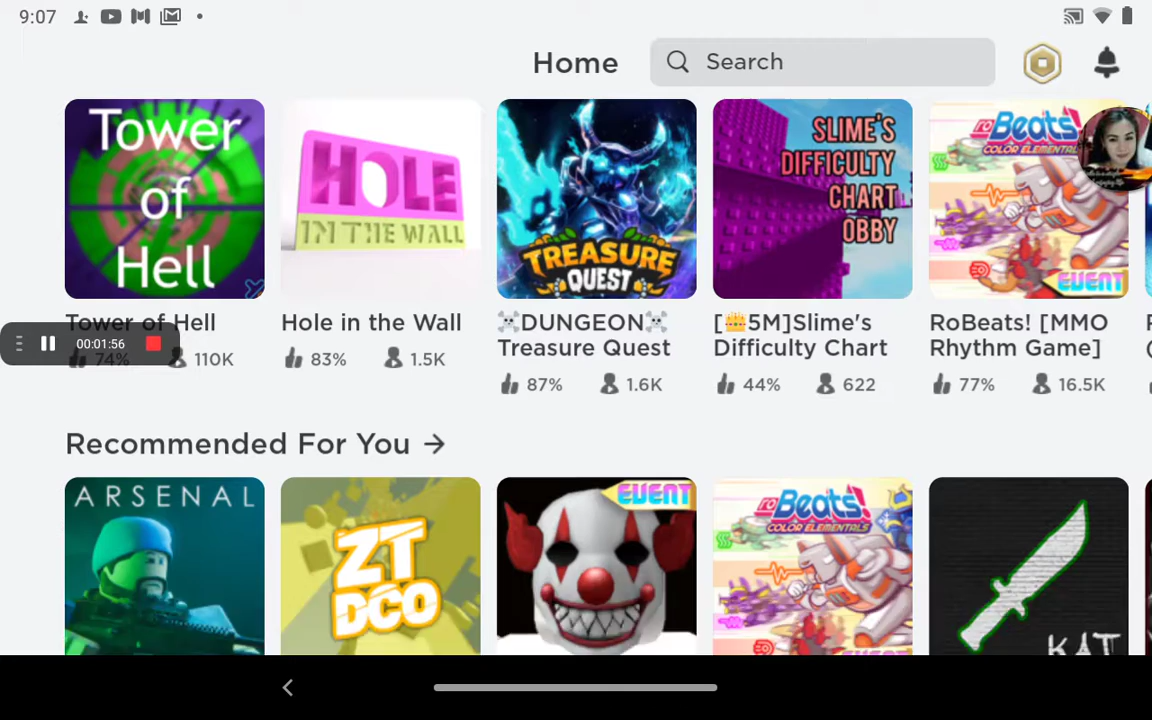 9:07
Home
Search
Tower
of
Hell
HOLE
IN THE WALL
TREASURE
QUEST
SLIME'S
DIFFICULTY
CHART
OBBY
roBeats!
COLOR ELEMENTALS
EVENT
Tower of Hell
74% 110K
Hole in the Wall
83% 1.5K
☠️DUNGEON☠️
Treasure Quest
87% 1.6K
[👑5M]Slime's
Difficulty Chart
44% 622
RoBeats! [MMO
Rhythm Game]
77% 16.5K
00:01:56
Recommended For You →
ARSENAL
ZT
DCO
EVENT
roBeats!
COLOR ELEMENTALS
EVENT
KAT